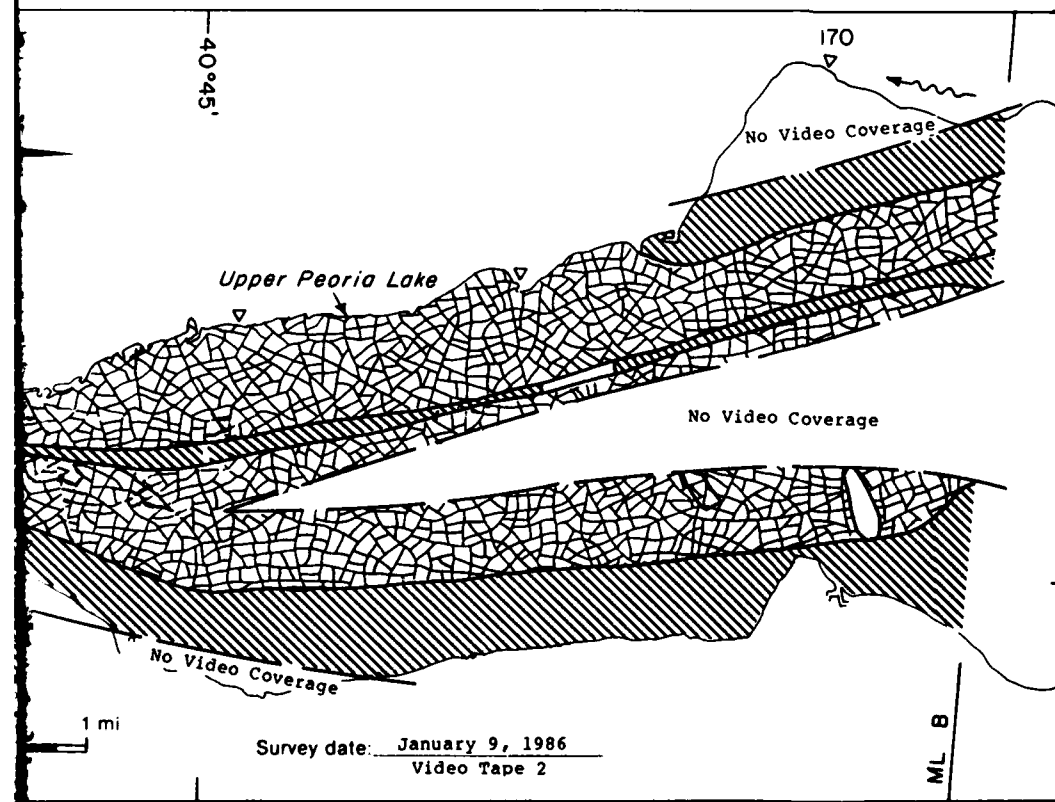 40°45'
170
No Video Coverage
Upper Peoria Lake
No Video Coverage
No Video Coverage
1 mi
Survey date: January 9, 1986
Video Tape 2
ML B